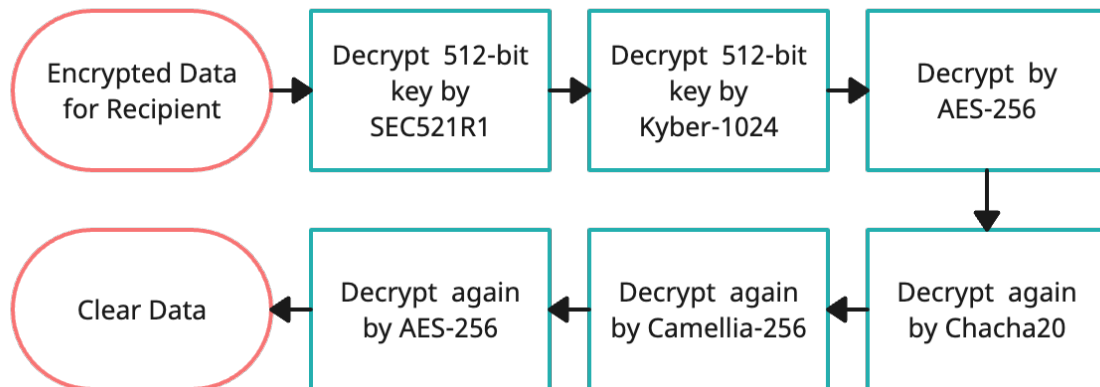 Encrypted Data
for Recipient
Decrypt 512-bit
key by
SEC521R1
Decrypt 512-bit
key by
Kyber-1024
Decrypt by
AES-256
Decrypt again
by Chacha20
Decrypt again
by Camellia-256
Decrypt again
by AES-256
Clear Data